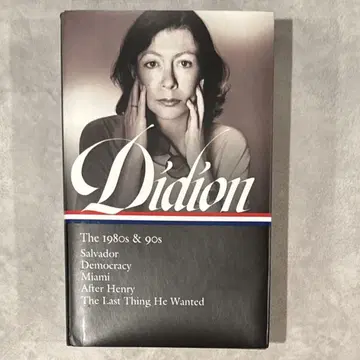 Didion
The 1980s & 90s
Salvador
Democracy
Miami
After Henry
The Last Thing He Wanted